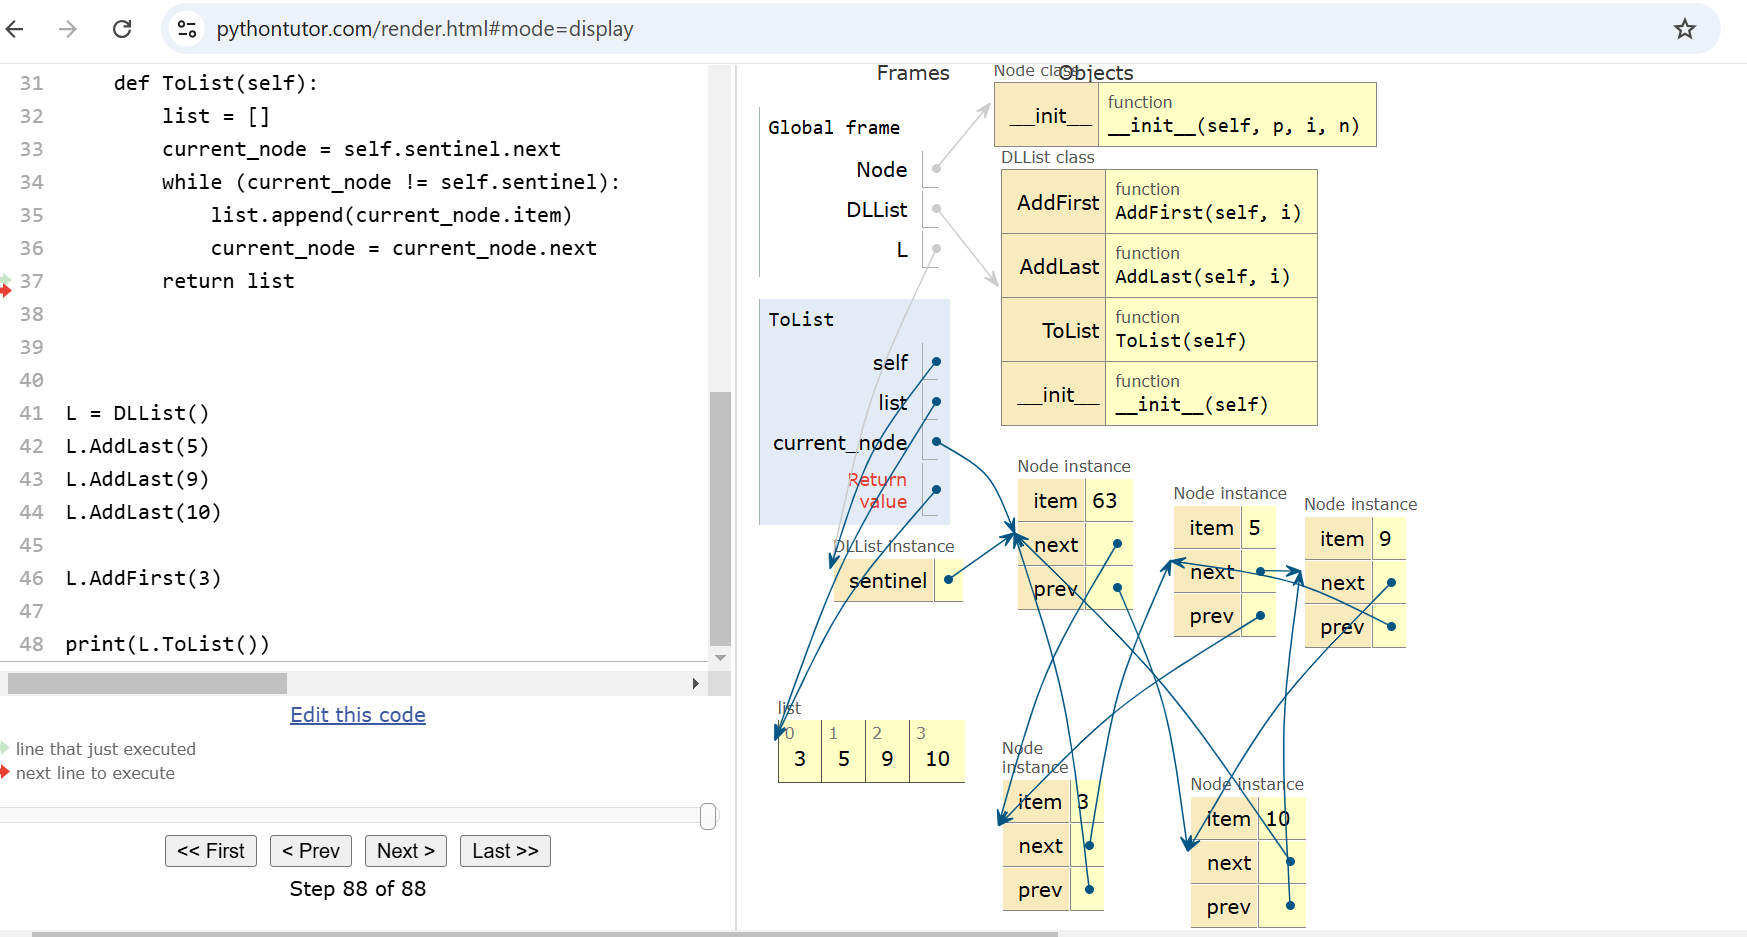 pythontutor.com/render.html#mode=display
31 def ToList(self):
32 list = []
33 current_node = self.sentinel.next
34 while (current_node != self.sentinel):
35 list.append(current_node.item)
36 current_node = current_node.next
37 return list
38
39
40
41 L = DLList()
42 L.AddLast(5)
43 L.AddLast(9)
44 L.AddLast(10)
45
46 L.AddFirst(3)
47
48 print(L.ToList())
Edit this code
line that just executed
next line to execute
<< First < Prev Next > Last >>
Step 88 of 88
Frames Objects
Global frame
Node
DLList
L
ToList
self
list
current_node
Return
value
Node class
__init__ function
__init__(self, p, i, n)
DLList class
AddFirst function
AddFirst(self, i)
AddLast function
AddLast(self, i)
ToList function
ToList(self)
__init__ function
__init__(self)
DLList instance
sentinel
Node instance
item 63
next
prev
Node instance
item 5
next
prev
Node instance
item 9
next
prev
list
0 1 2 3
3 5 9 10
Node
instance
item 3
next
prev
Node instance
item 10
next
prev